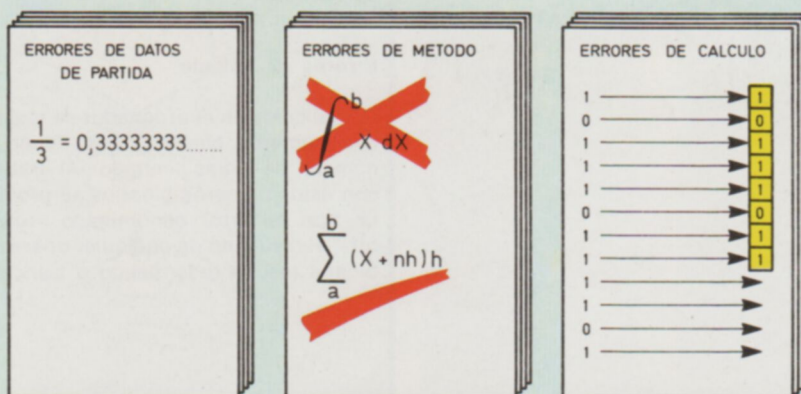 ERRORES DE DATOS
DE PARTIDA
1/3 = 0,33333333......
ERRORES DE METODO
∫ₐᵇ X dX
∑ₐᵇ (X + nh) h
ERRORES DE CALCULO
1 1
0 0
1 1
1 1
1 1
0 0
1 1
1 1
1
1
0
1